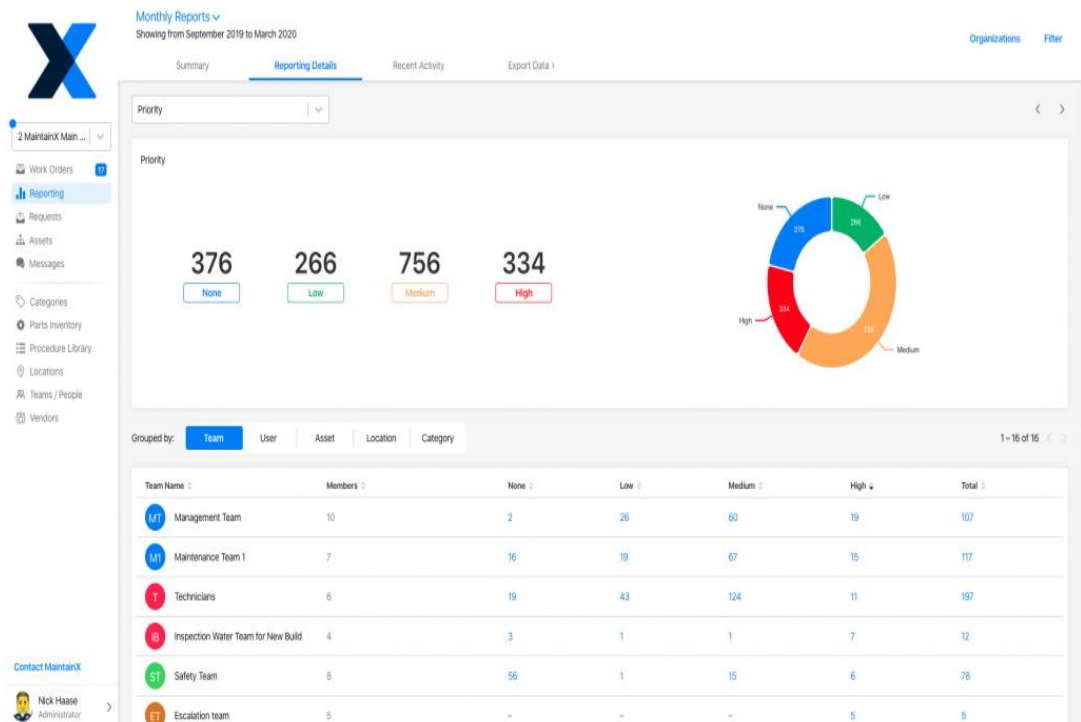 Monthly Reports
Showing from September 2019 to March 2020
Organizations Filter
Summary Reporting Details Recent Activity Export Data
2 MaintainX Main ...
Work Orders 17
Reporting
Requests
Assets
Messages
Categories
Parts Inventory
Procedure Library
Locations
Teams / People
Vendors
Contact MaintainX
Nick Haase
Administrator
Priority
Priority
376 266 756 334
None Low Medium High
None 376
Low 266
High 334
Medium 756
Grouped by: Team User Asset Location Category 1 – 16 of 16
Team Name Members None Low Medium High Total
MT Management Team 10 2 26 60 19 107
M1 Maintenance Team 1 7 16 19 67 15 117
T Technicians 6 19 43 124 11 197
IB Inspection Water Team for New Build 4 3 1 1 7 12
ST Safety Team 8 56 1 15 6 78
ET Escalation team 5 – – – 5 5